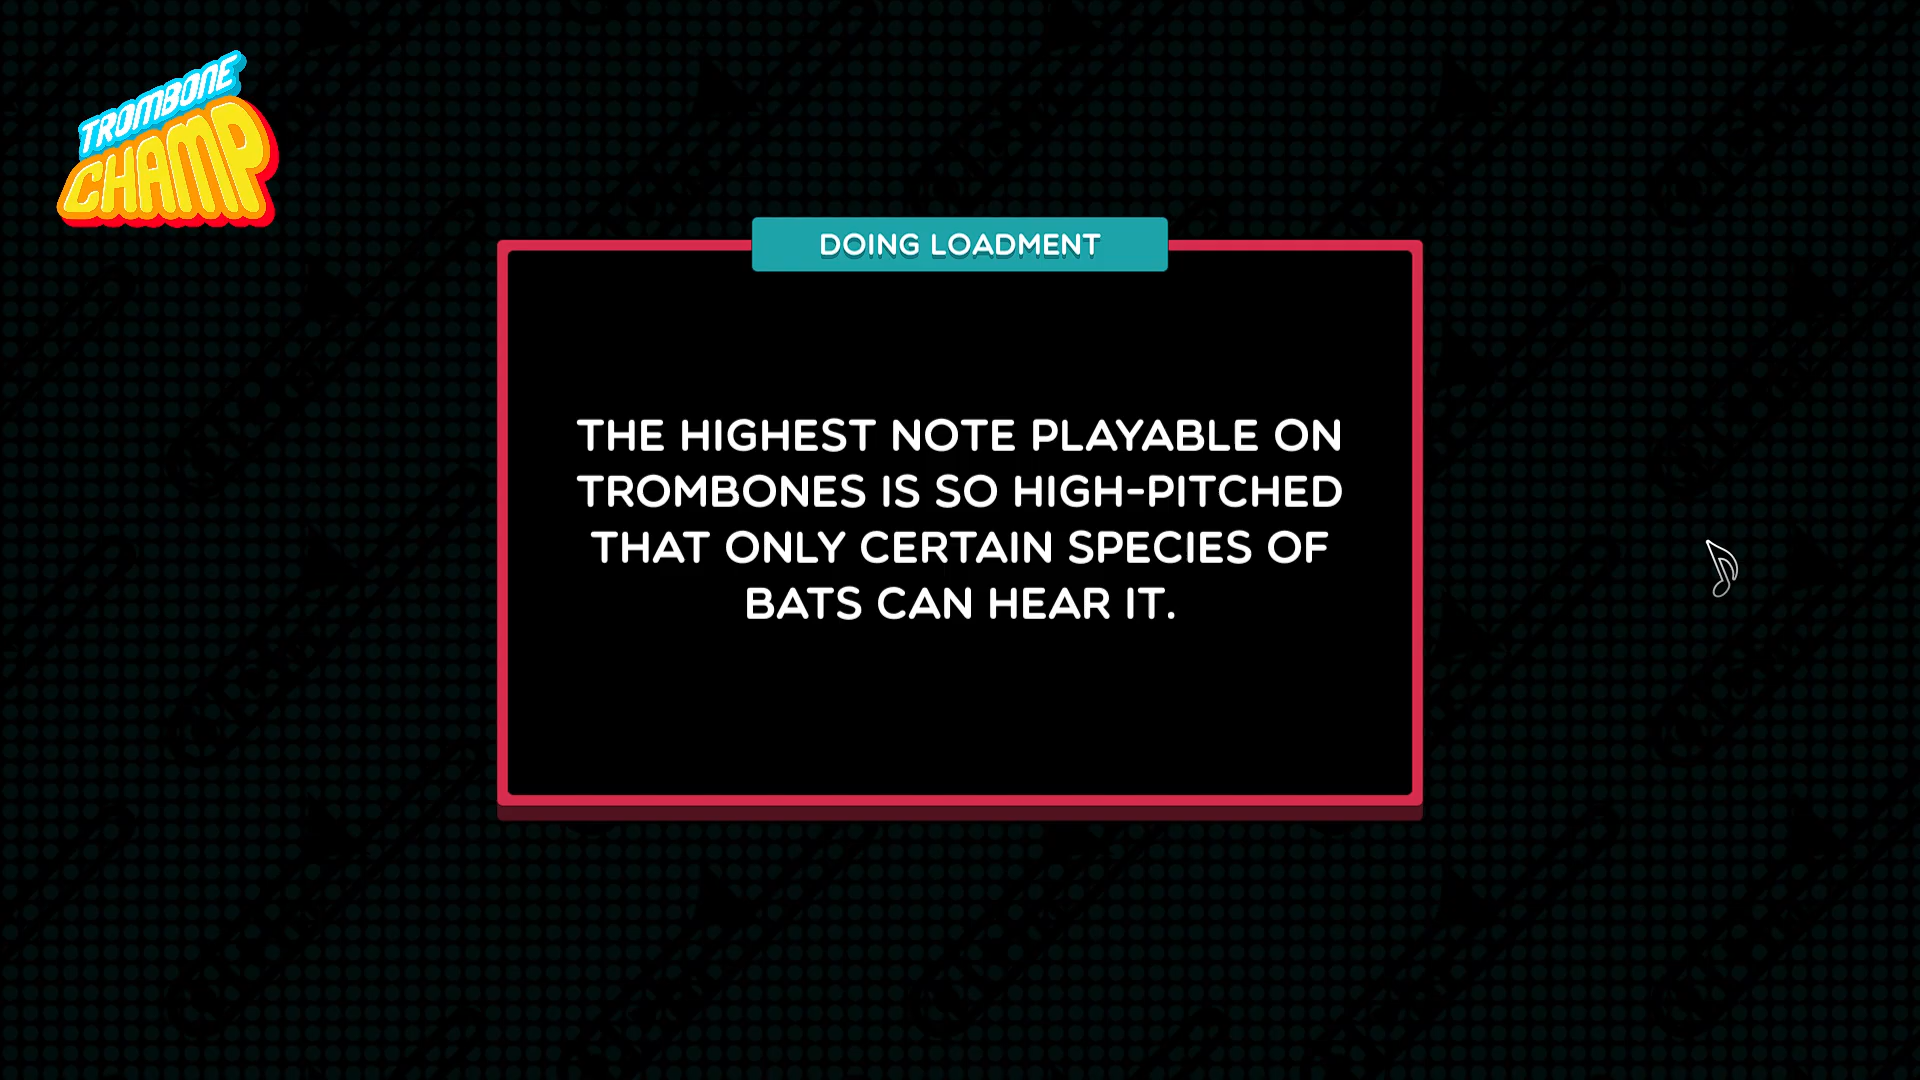 TROMBONE
CHAMP
DOING LOADMENT
THE HIGHEST NOTE PLAYABLE ON
TROMBONES IS SO HIGH-PITCHED
THAT ONLY CERTAIN SPECIES OF
BATS CAN HEAR IT.